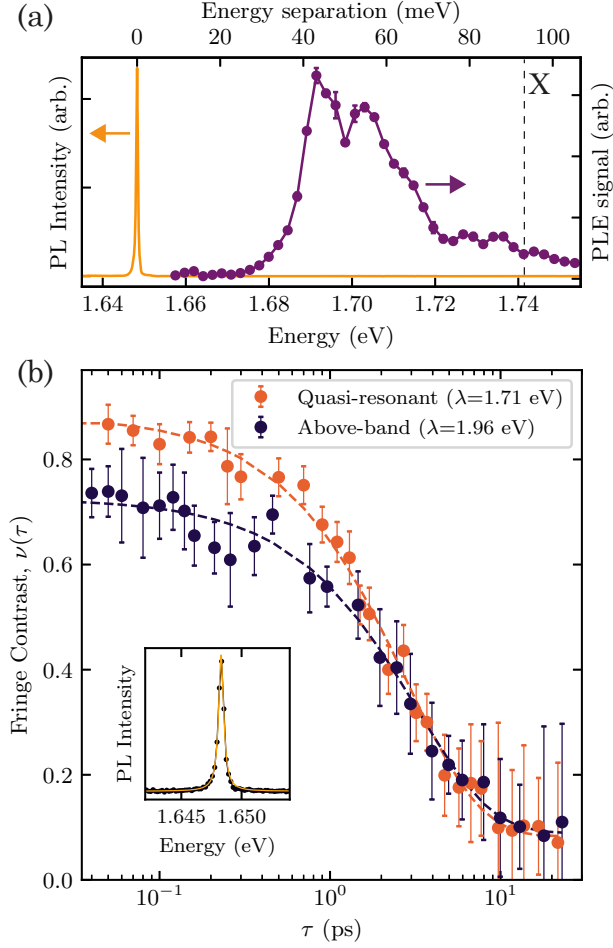 (a)
Energy separation (meV)
0 20 40 60 80 100
PL Intensity (arb.)
X
PLE signal (arb.)
1.64 1.66 1.68 1.70 1.72 1.74
Energy (eV)
(b)
Quasi-resonant (λ=1.71 eV)
Above-band (λ=1.96 eV)
0.8
0.6
0.4
0.2
0.0
Fringe Contrast, ν(τ)
PL Intensity
1.645 1.650
Energy (eV)
10⁻¹ 10⁰ 10¹
τ (ps)